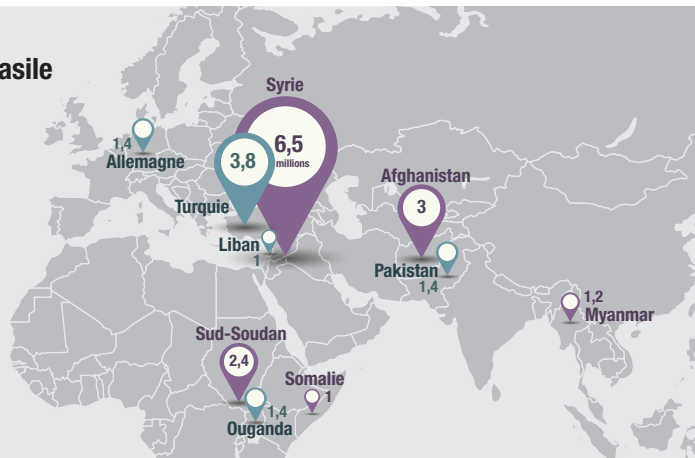 asile
Syrie
6,5
millions
3,8
Turquie
1,4
Allemagne
Liban
1
Afghanistan
3
Pakistan
1,4
1,2
Myanmar
Sud-Soudan
2,4
Somalie
1
1,4
Ouganda